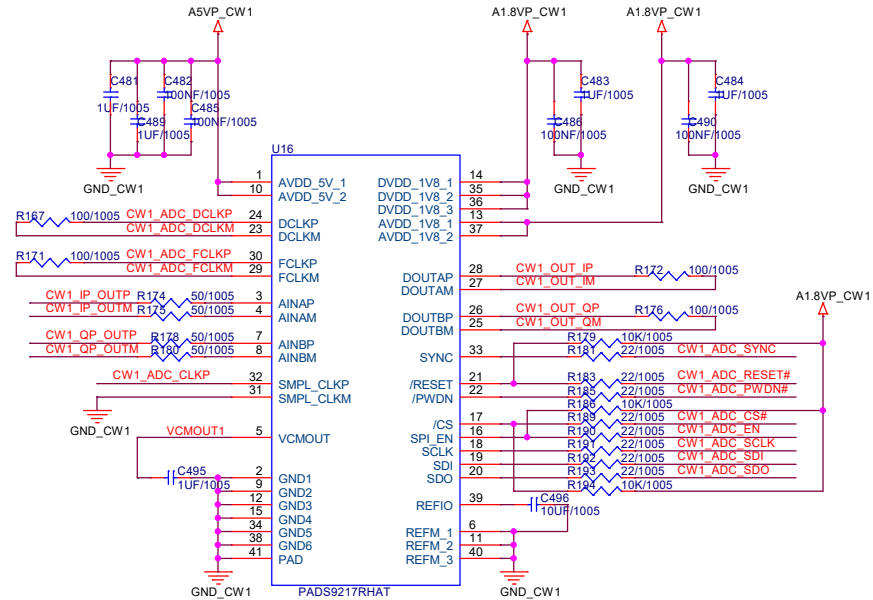 A5VP_CW1 A1.8VP_CW1 A1.8VP_CW1
C481 C482 C483 C484
100NF/1005 1UF/1005 1UF/1005
1UF/1005 C485
C489 100NF/1005 C486 C490
1UF/1005 100NF/1005 100NF/1005
GND_CW1 GND_CW1 GND_CW1
U16
1 AVDD_5V_1 DVDD_1V8_1 14
10 AVDD_5V_2 DVDD_1V8_2 35
DVDD_1V8_3 36
R167 100/1005 CW1_ADC_DCLKP 24 DCLKP AVDD_1V8_1 13
CW1_ADC_DCLKM 23 DCLKM AVDD_1V8_2 37
R171 100/1005 CW1_ADC_FCLKP 30 FCLKP
CW1_ADC_FCLKM 29 FCLKM DOUTAP 28 CW1_OUT_IP R172 100/1005
DOUTAM 27 CW1_OUT_IM
CW1_IP_OUTP R174 50/1005 3 AINAP A1.8VP_CW1
CW1_IP_OUTM R175 50/1005 4 AINAM DOUTBP 26 CW1_OUT_QP R176 100/1005
DOUTBM 25 CW1_OUT_QM
CW1_QP_OUTP R178 50/1005 7 AINBP R179 10K/1005
CW1_QP_OUTM R180 50/1005 8 AINBM SYNC 33 R181 22/1005 CW1_ADC_SYNC
CW1_ADC_CLKP 32 SMPL_CLKP /RESET 21 R183 22/1005 CW1_ADC_RESET#
31 SMPL_CLKM /PWDN 22 R185 22/1005 CW1_ADC_PWDN#
R186 10K/1005
GND_CW1 /CS 17 R189 22/1005 CW1_ADC_CS#
VCMOUT1 5 VCMOUT SPI_EN 16 R190 22/1005 CW1_ADC_EN
SCLK 18 R191 22/1005 CW1_ADC_SCLK
SDI 19 R192 22/1005 CW1_ADC_SDI
C495 2 GND1 SDO 20 R193 22/1005 CW1_ADC_SDO
1UF/1005 9 GND2 R194 10K/1005
12 GND3 REFIO 39 C496
15 GND4 10UF/1005
34 GND5 REFM_1 6
38 GND6 REFM_2 11
41 PAD REFM_3 40
GND_CW1 PADS9217RHAT GND_CW1